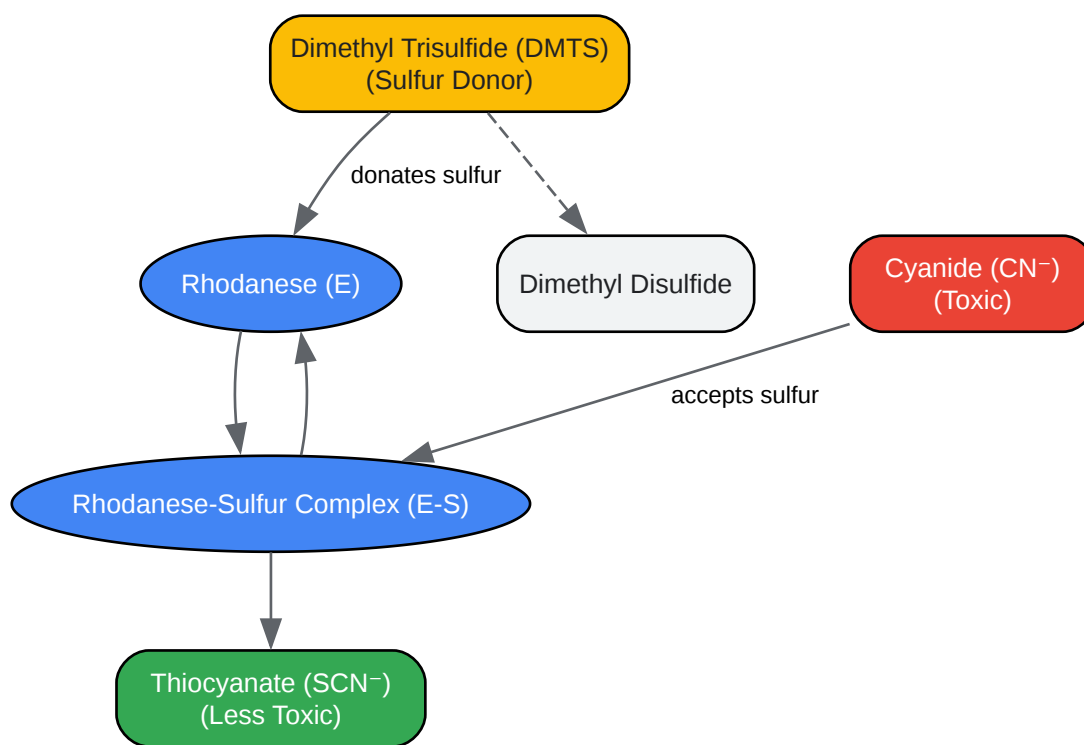 Dimethyl Trisulfide (DMTS)
(Sulfur Donor)
donates sulfur
Rhodanese (E)
Dimethyl Disulfide
Cyanide (CN⁻)
(Toxic)
accepts sulfur
Rhodanese-Sulfur Complex (E-S)
Thiocyanate (SCN⁻)
(Less Toxic)